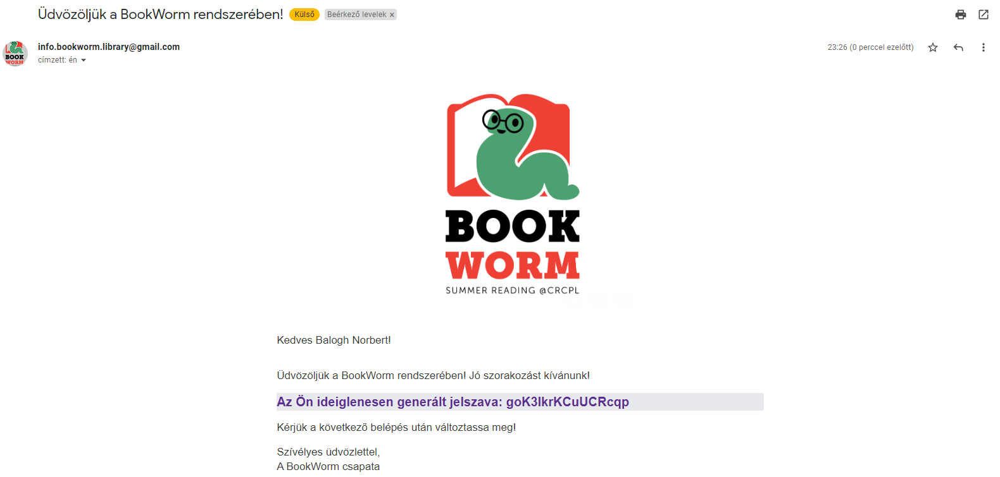 Üdvözöljük a BookWorm rendszerében! Külső Beérkező levelek ×
BOOK
WORM
info.bookworm.library@gmail.com 23:26 (0 perccel ezelőtt)
címzett: én
BOOK
WORM
SUMMER READING @CRCPL
Kedves Balogh Norbert!
Üdvözöljük a BookWorm rendszerében! Jó szorakozást kívánunk!
Az Ön ideiglenesen generált jelszava: goK3IkrKCuUCRcqp
Kérjük a következő belépés után változtassa meg!
Szívélyes üdvözlettel,
A BookWorm csapata